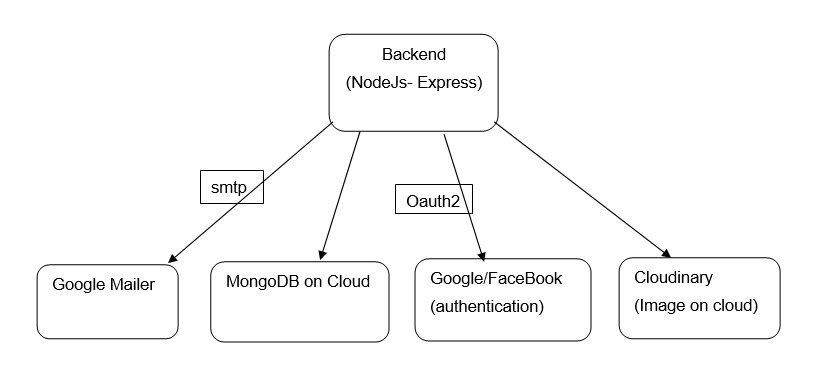 Backend
(NodeJs- Express)
smtp
Oauth2
Google Mailer
MongoDB on Cloud
Google/FaceBook
(authentication)
Cloudinary
(Image on cloud)